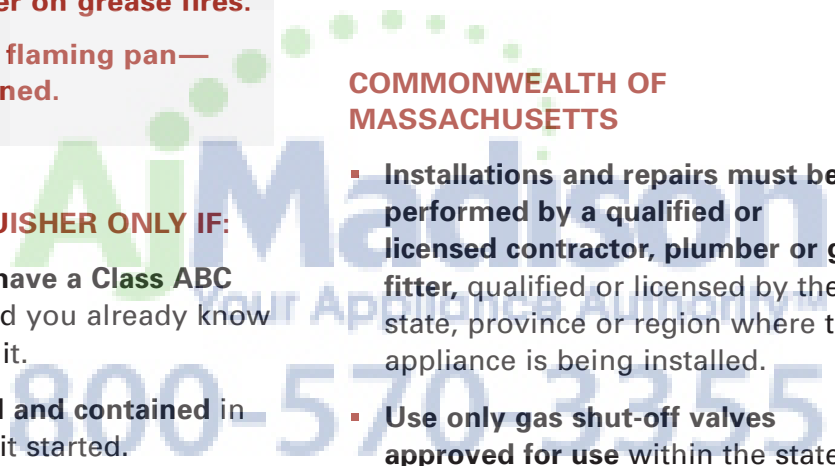 er on grease fires.
flaming pan—
ned.
UISHER ONLY IF:
have a Class ABC
d you already know
it.
d and contained in
it started.
COMMONWEALTH OF
MASSACHUSETTS
Installations and repairs must be
performed by a qualified or
licensed contractor, plumber or g
fitter, qualified or licensed by the
state, province or region where t
appliance is being installed.
Use only gas shut-off valves
approved for use within the state
AjMadison
Your Appliance Authority™
800-570-3355